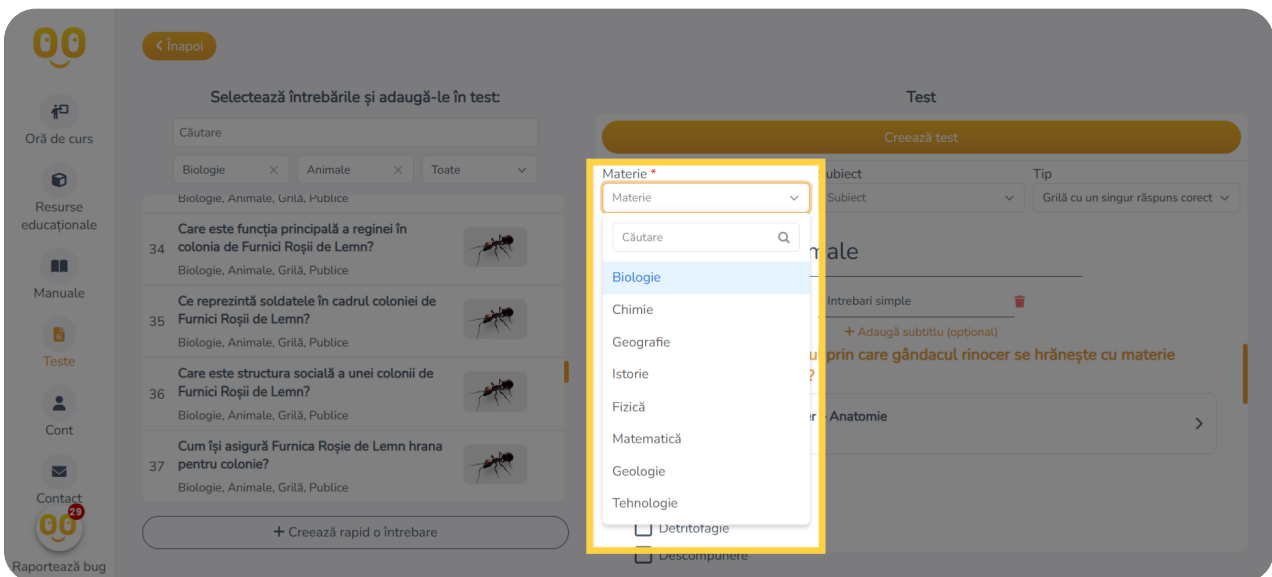 Înapoi
Oră de curs
Resurse
educaționale
Manuale
Teste
Cont
Contact
29
Raportează bug
Selectează întrebările și adaugă-le în test:
Căutare
Biologie
Animale
Toate
Biologie, Animale, Grilă, Publice
34
Care este funcția principală a reginei în
colonia de Furnici Roșii de Lemn?
Biologie, Animale, Grilă, Publice
35
Ce reprezintă soldatele în cadrul coloniei de
Furnici Roșii de Lemn?
Biologie, Animale, Grilă, Publice
36
Care este structura socială a unei colonii de
Furnici Roșii de Lemn?
Biologie, Animale, Grilă, Publice
37
Cum își asigură Furnica Roșie de Lemn hrana
pentru colonie?
Biologie, Animale, Grilă, Publice
+ Creează rapid o întrebare
Test
Creează test
Materie *
Materie
Căutare
Biologie
Chimie
Geografie
Istorie
Fizică
Matematică
Geologie
Tehnologie
ubiect
Subiect
Tip
Grilă cu un singur răspuns corect
male
Intrebari simple
+ Adaugă subtitlu (opțional)
prin care gândacul rinocer se hrănește cu materie
?
- Anatomie
Detritofagie
Descompunere